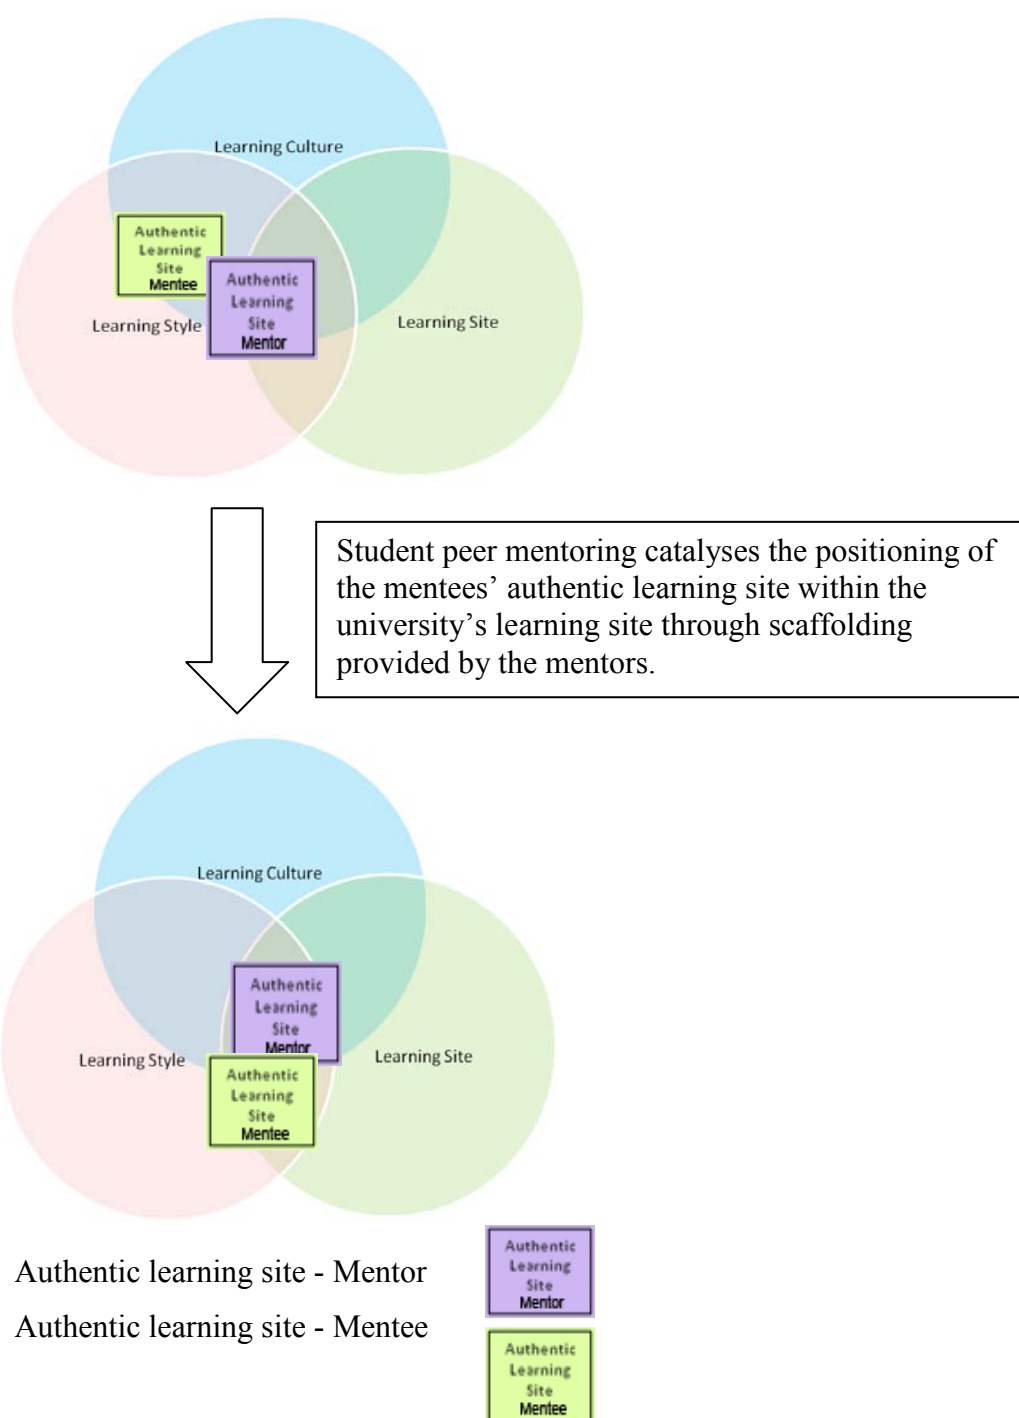 Learning Culture
Authentic
Learning
Site
Mentee
Authentic
Learning
Site
Mentor
Learning Style
Learning Site
Student peer mentoring catalyses the positioning of
the mentees’ authentic learning site within the
university’s learning site through scaffolding
provided by the mentors.
Learning Culture
Authentic
Learning
Site
Mentor
Learning Style
Learning Site
Authentic
Learning
Site
Mentee
Authentic learning site - Mentor
Authentic
Learning
Site
Mentor
Authentic learning site - Mentee
Authentic
Learning
Site
Mentee